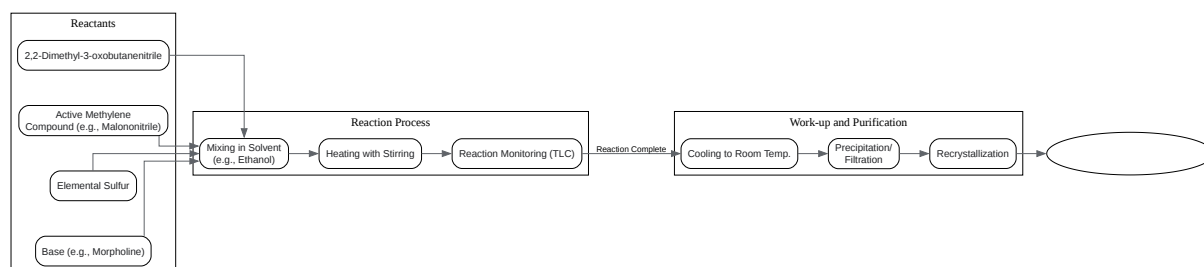 Reactants
2,2-Dimethyl-3-oxobutanenitrile
Active Methylene
Compound (e.g., Malononitrile)
Elemental Sulfur
Base (e.g., Morpholine)
Reaction Process
Mixing in Solvent
(e.g., Ethanol)
Heating with Stirring
Reaction Monitoring (TLC)
Reaction Complete
Work-up and Purification
Cooling to Room Temp.
Precipitation/
Filtration
Recrystallization